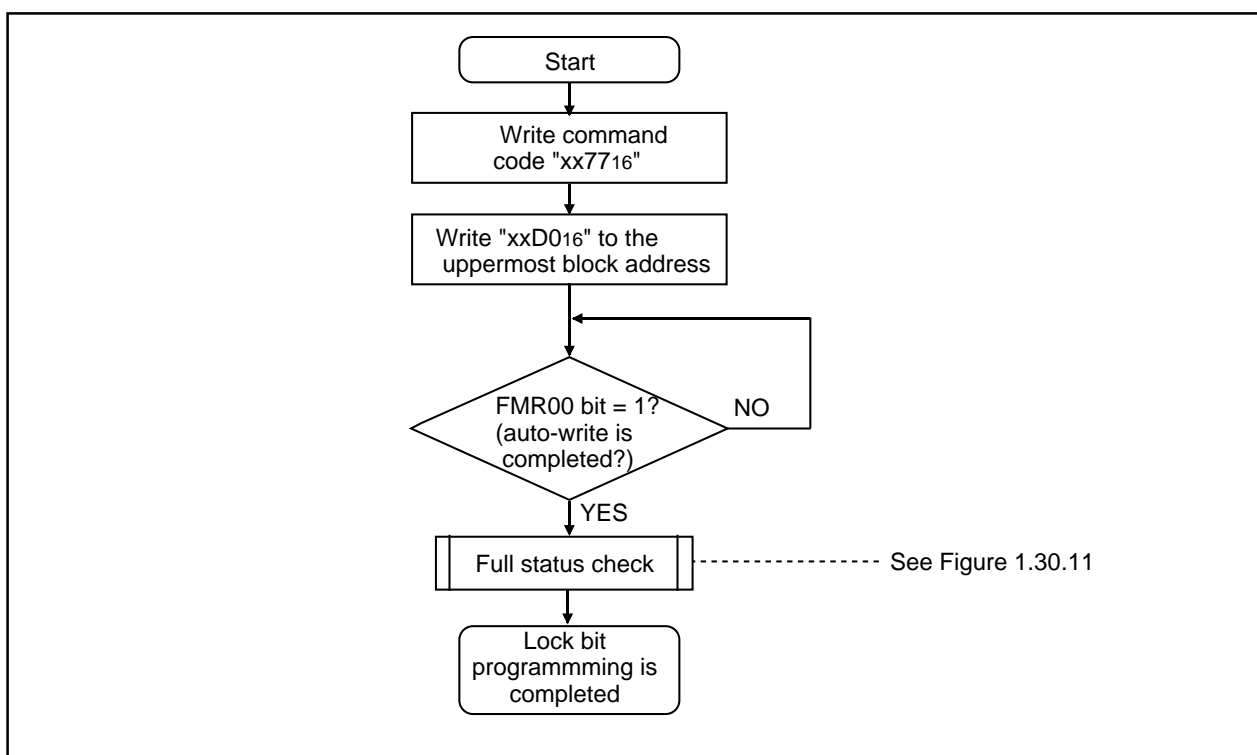 Start
Write command
code "xx7716"
Write "xxD016" to the
uppermost block address
FMR00 bit = 1?
(auto-write is
completed?)
NO
YES
Full status check
See Figure 1.30.11
Lock bit
programmming is
completed